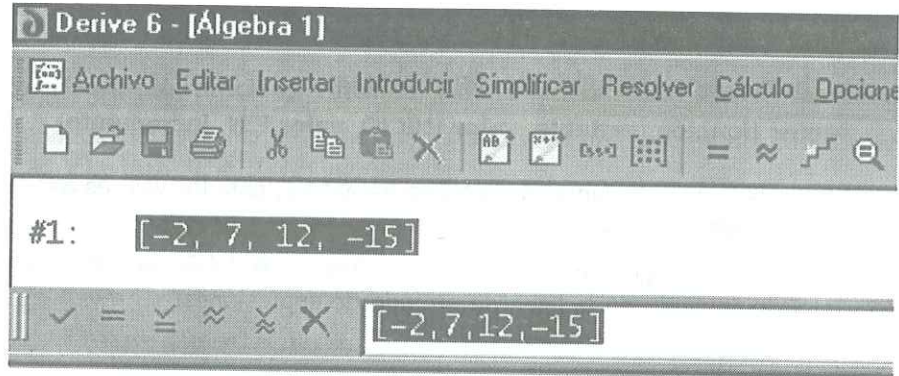 Derive 6 - [Álgebra 1]
Archivo Editar Insertar Introducir Simplificar Resolver Cálculo Opcione
#1: [-2, 7, 12, -15]
[-2,7,12,-15]